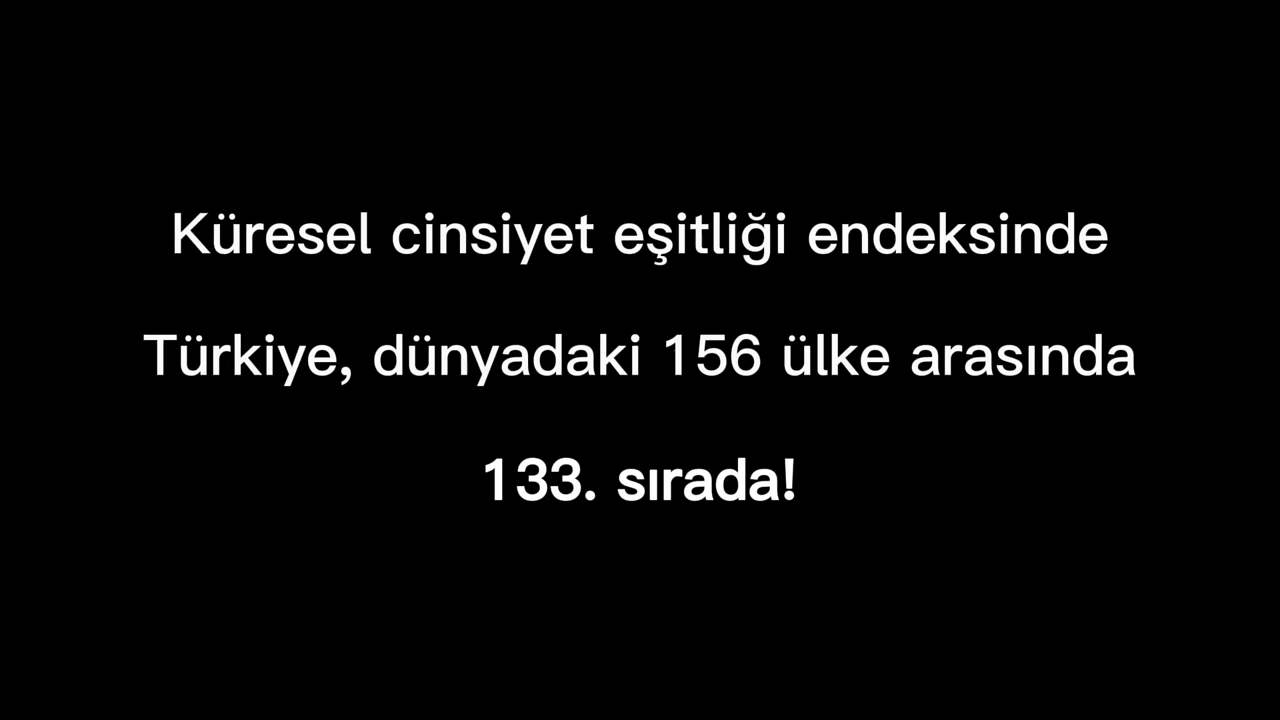 Küresel cinsiyet eşitliği endeksinde
Türkiye, dünyadaki 156 ülke arasında
133. sırada!